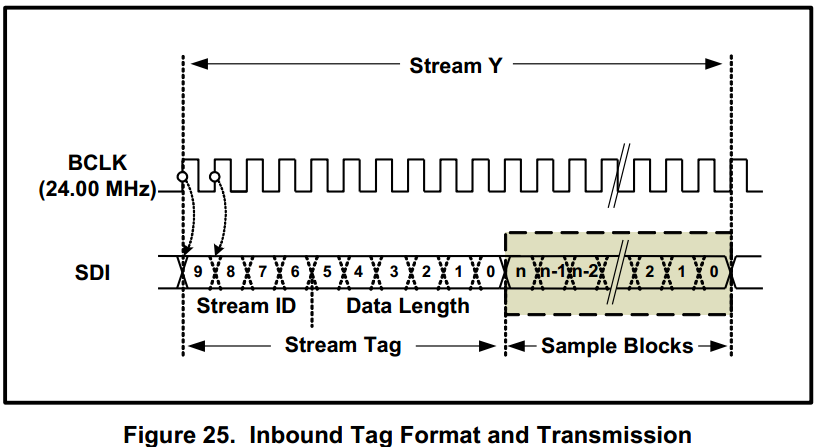 Stream Y
BCLK
(24.00 MHz)
SDI
9 8 7 6 5 4 3 2 1 0 n n-1 n-2 2 1 0
Stream ID Data Length
Stream Tag Sample Blocks
Figure 25. Inbound Tag Format and Transmission